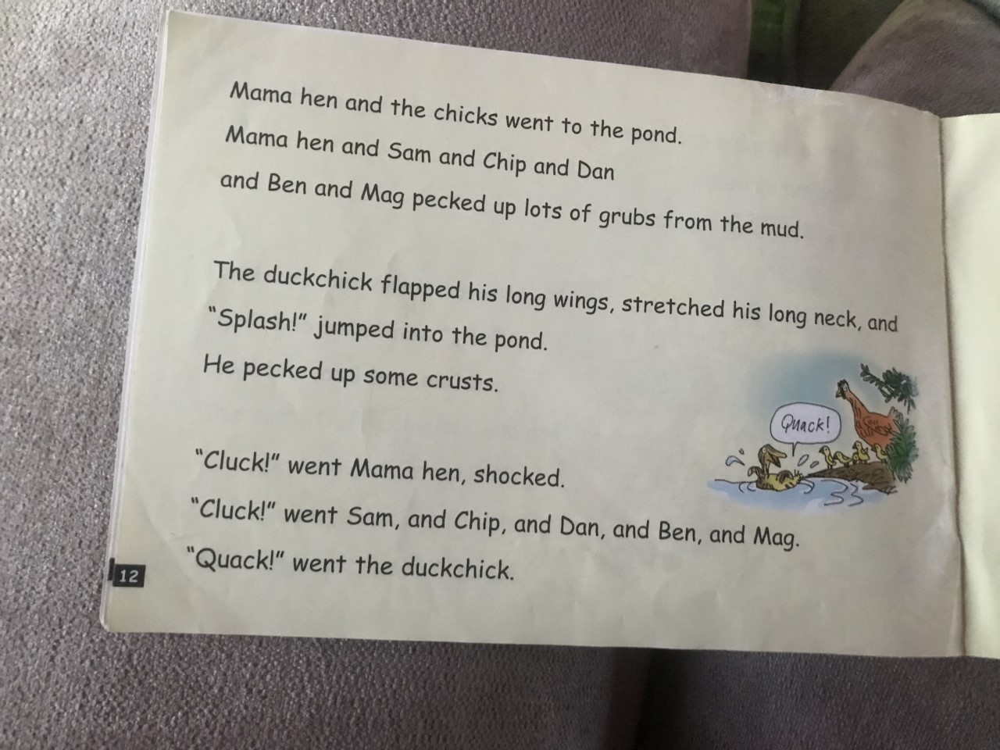 Mama hen and the chicks went to the pond.
Mama hen and Sam and Chip and Dan
and Ben and Mag pecked up lots of grubs from the mud.
The duckchick flapped his long wings, stretched his long neck, and
“Splash!” jumped into the pond.
He pecked up some crusts.
Quack!
“Cluck!” went Mama hen, shocked.
“Cluck!” went Sam, and Chip, and Dan, and Ben, and Mag.
“Quack!” went the duckchick.
12